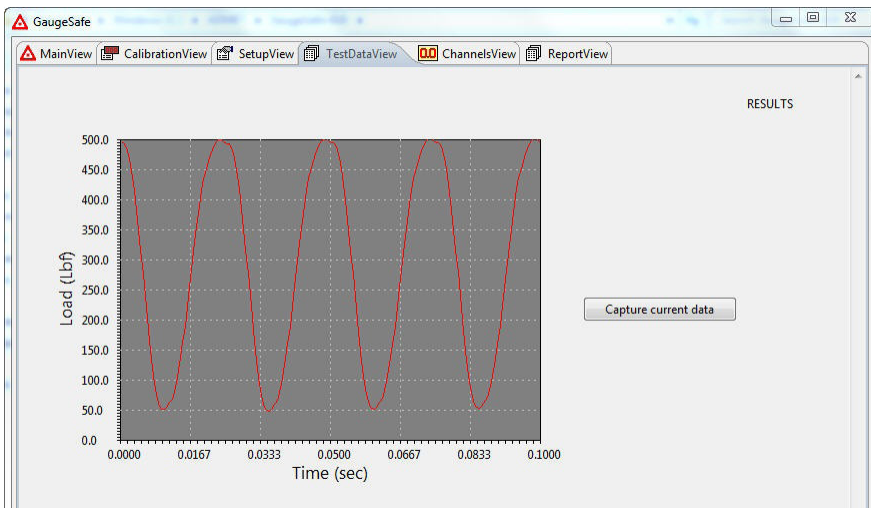 GaugeSafe
MainView CalibrationView SetupView TestDataView 0.0 ChannelsView ReportView
RESULTS
500.0
450.0
400.0
350.0
300.0
250.0
200.0
150.0
100.0
50.0
0.0
Load (Lbf)
0.0000 0.0167 0.0333 0.0500 0.0667 0.0833 0.1000
Time (sec)
Capture current data